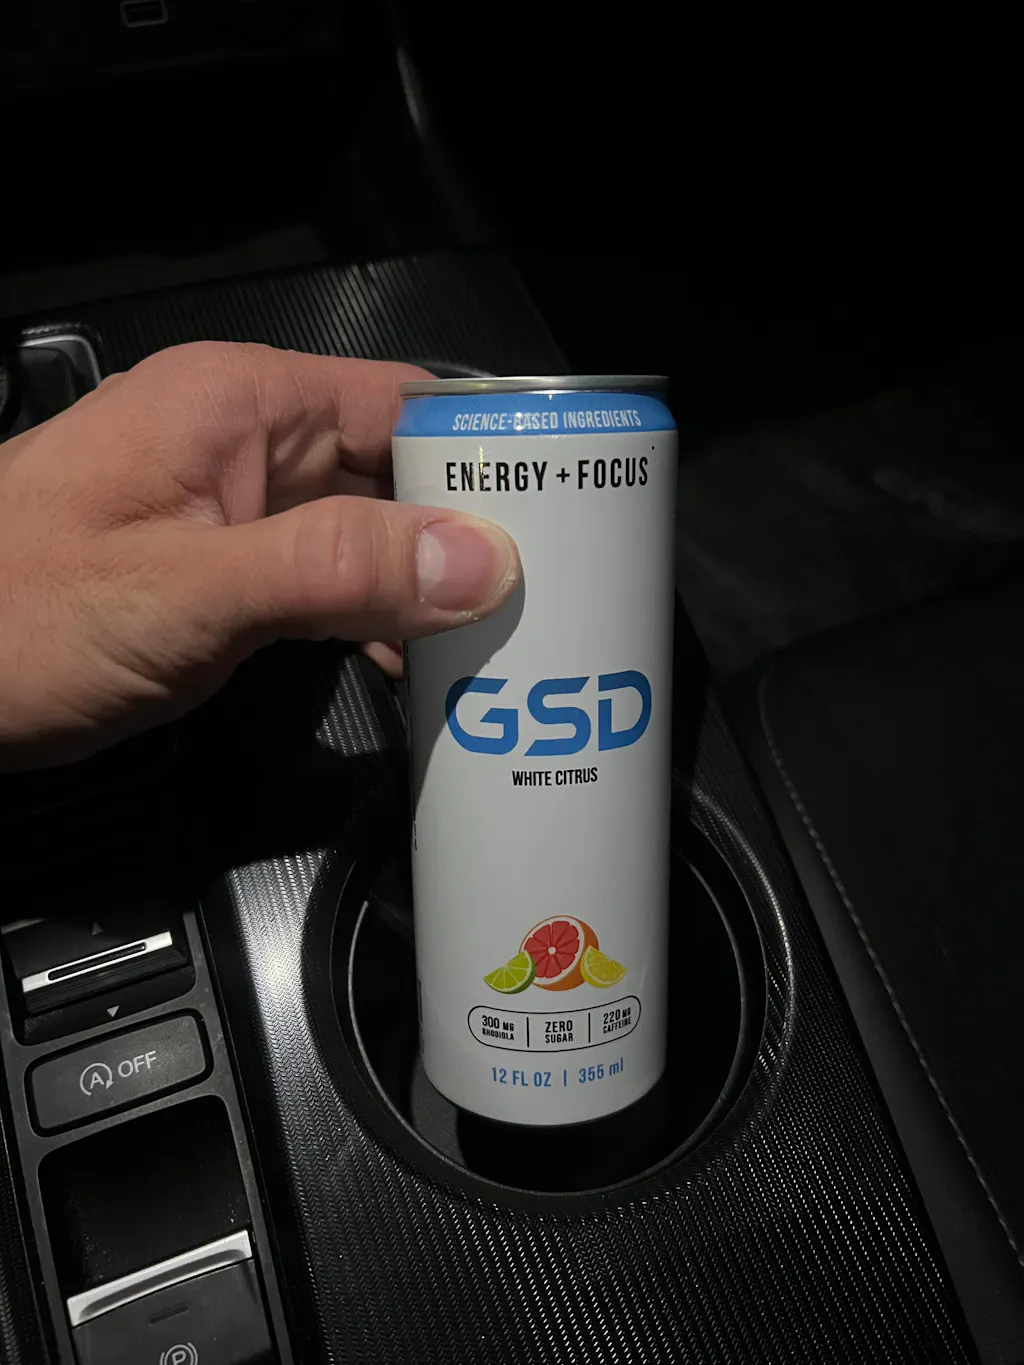 SCIENCE-BASED INGREDIENTS
ENERGY + FOCUS
GSD
WHITE CITRUS
300 MG
RHODIOLA
ZERO
SUGAR
220 MG
CAFFEINE
12 FL OZ | 355 ml
A OFF
P